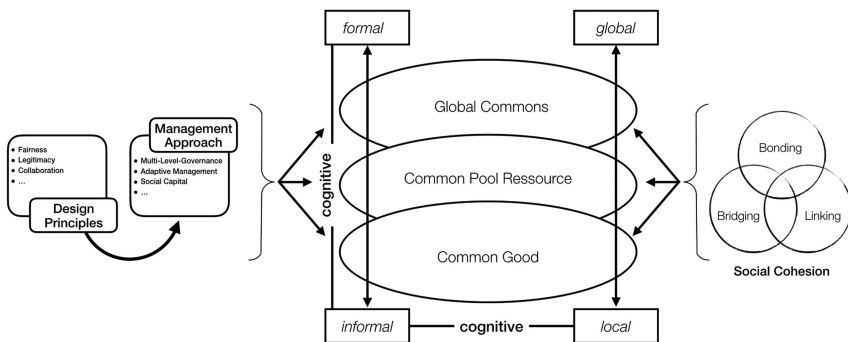 formal
global
Global Commons
Management
Approach
• Fairness
• Legitimacy
• Collaboration
• ...
• Multi-Level-Governance
• Adaptive Management
• Social Capital
• ...
Design
Principles
cognitive
Common Pool Ressource
Common Good
Bonding
Bridging
Linking
Social Cohesion
informal
cognitive
local